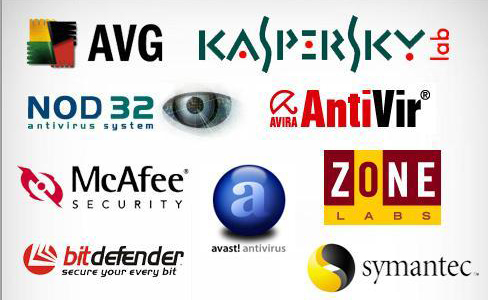 AVG
KASPERSKY lab
NOD 32
antivirus system
AVIRA AntiVir®
McAfee®
SECURITY
a
avast! antivirus
ZONE
LABS
bitdefender
secure your every bit
symantec™